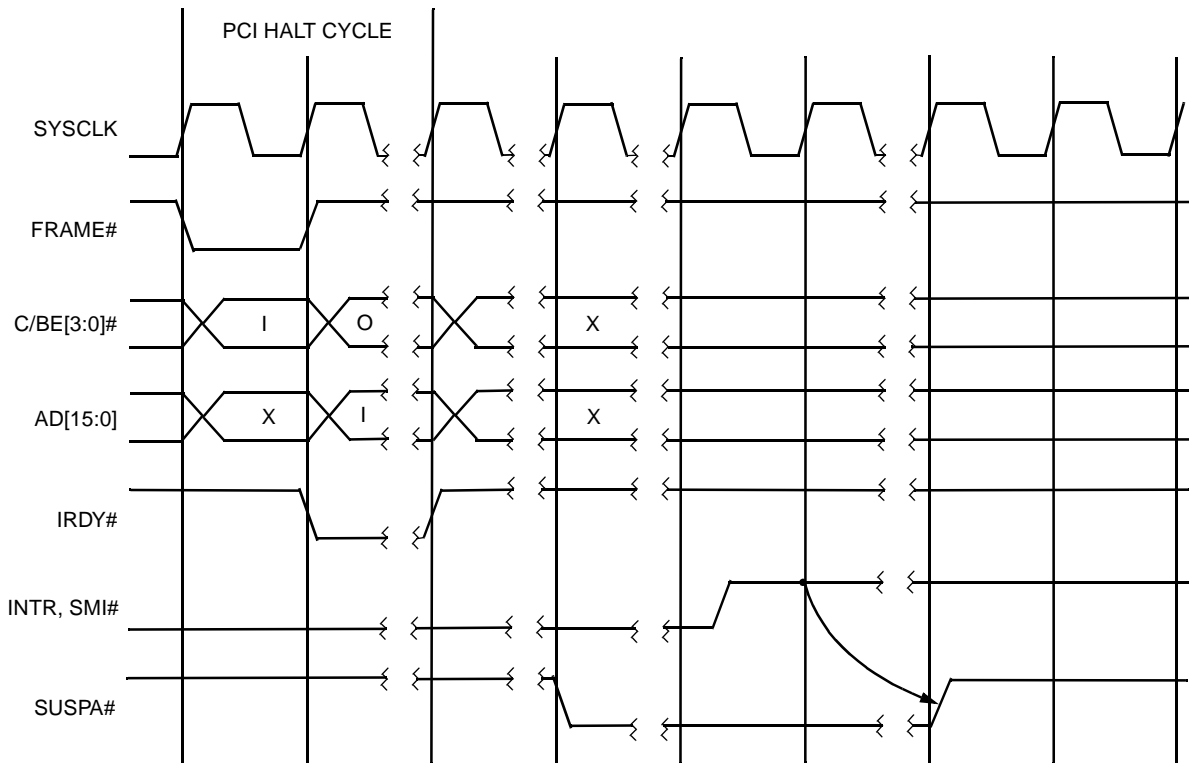 PCI HALT CYCLE
SYSCLK
FRAME#
C/BE[3:0]# I O X
AD[15:0] X I X
IRDY#
INTR, SMI#
SUSPA#